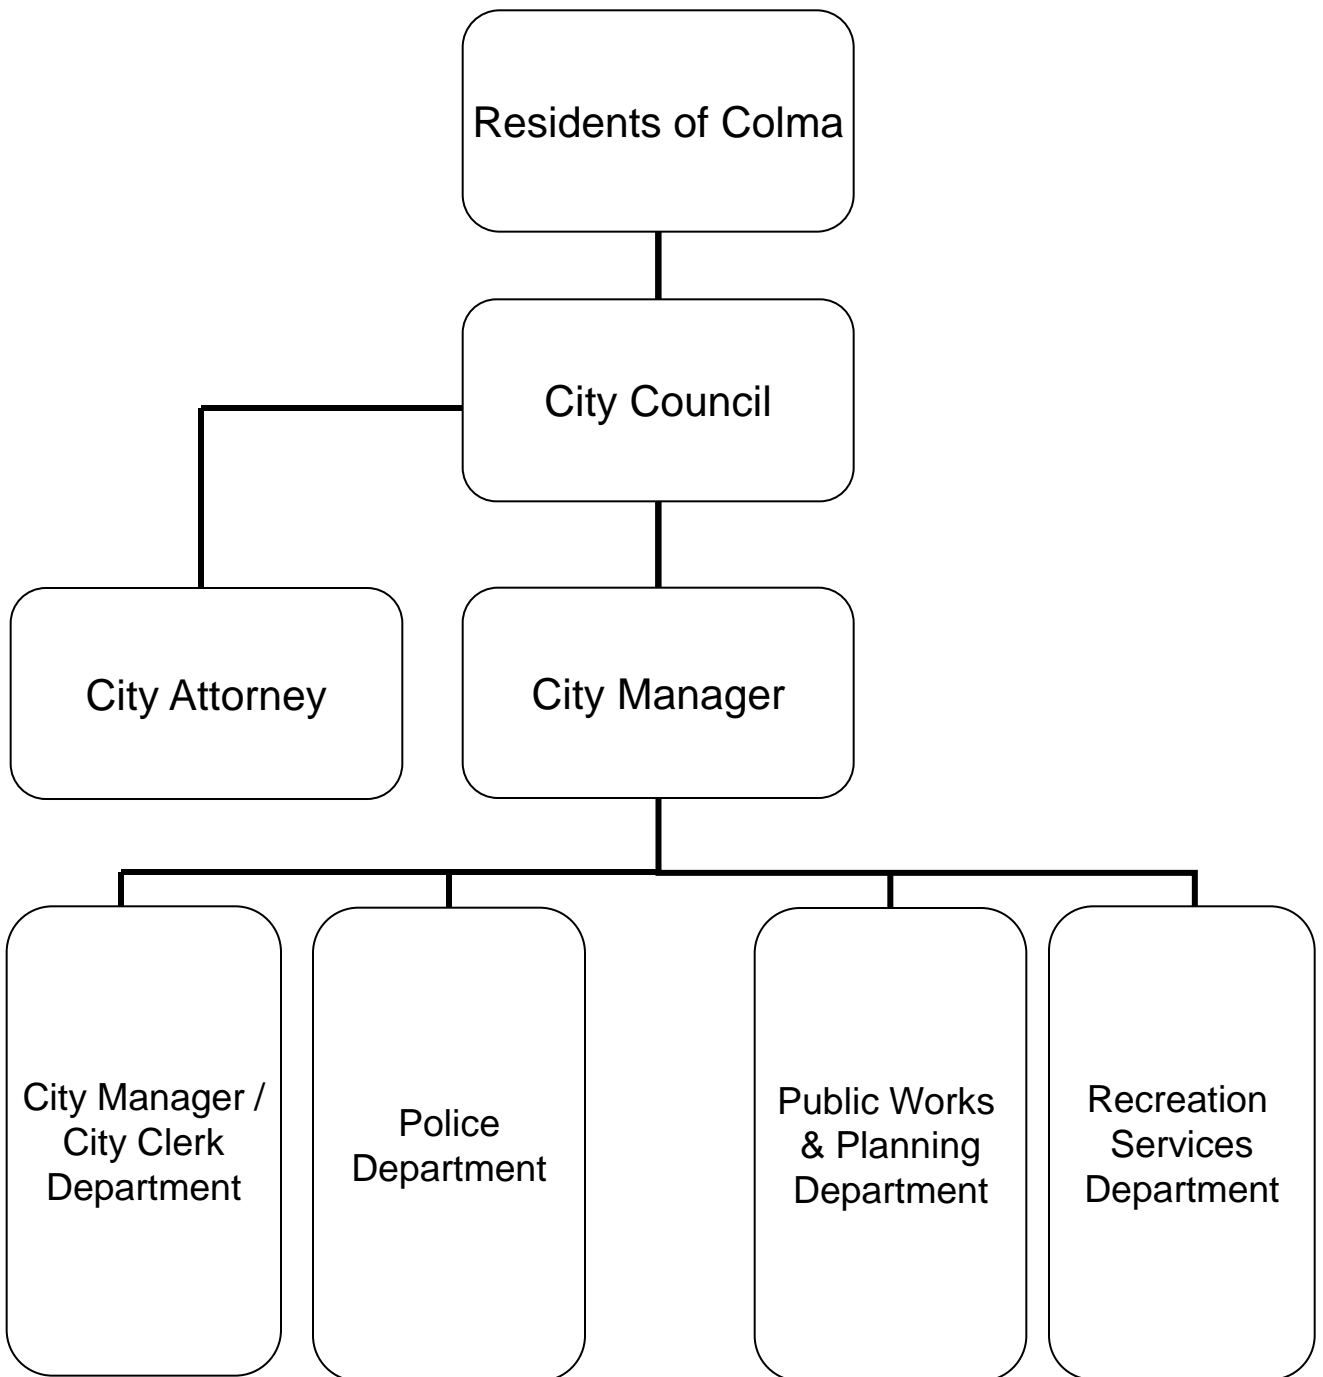 Residents of Colma
City Council
City Attorney
City Manager
City Manager /
City Clerk
Department
Police
Department
Public Works
& Planning
Department
Recreation
Services
Department